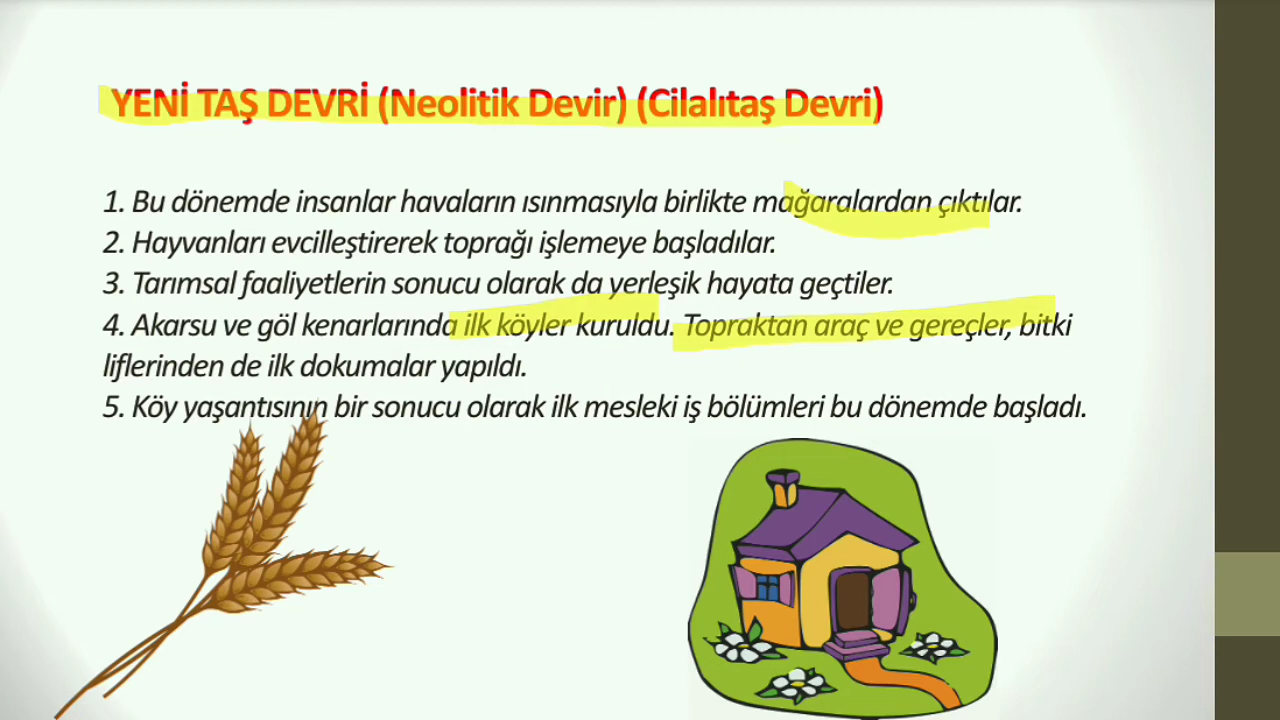 YENİ TAŞ DEVRİ (Neolitik Devir) (Cilalıtaş Devri)
1. Bu dönemde insanlar havaların ısınmasıyla birlikte mağaralardan çıktılar.
2. Hayvanları evcilleştirerek toprağı işlemeye başladılar.
3. Tarımsal faaliyetlerin sonucu olarak da yerleşik hayata geçtiler.
4. Akarsu ve göl kenarlarında ilk köyler kuruldu. Topraktan araç ve gereçler, bitki
liflerinden de ilk dokumalar yapıldı.
5. Köy yaşantısının bir sonucu olarak ilk mesleki iş bölümleri bu dönemde başladı.